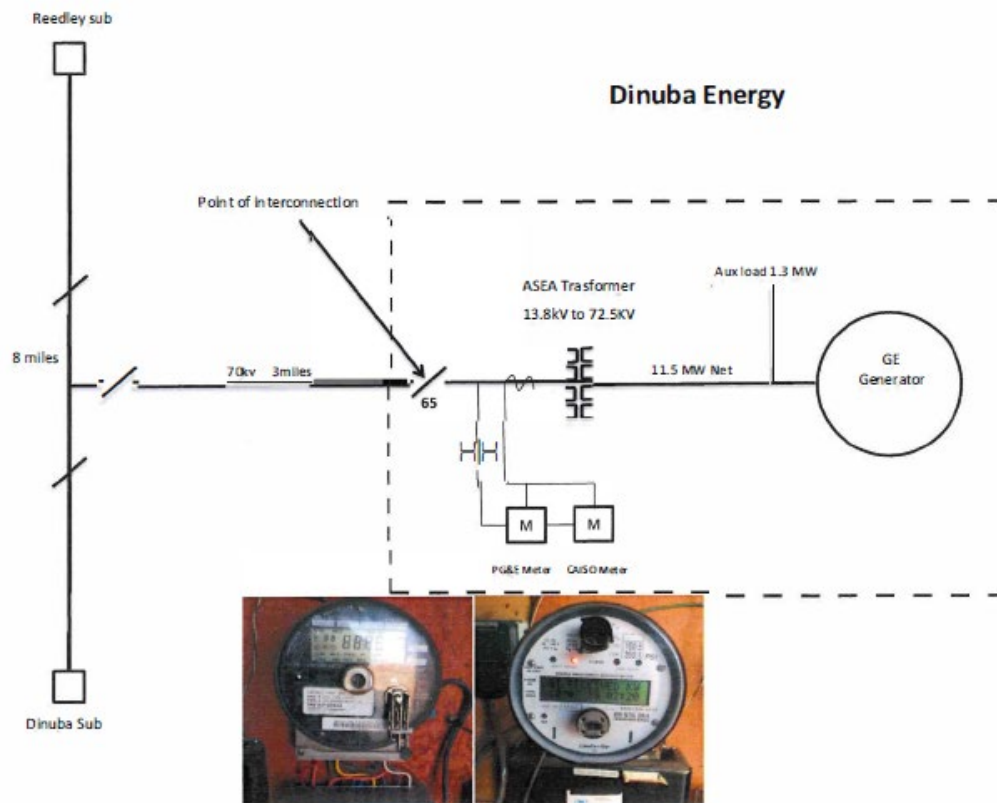 Reedley sub
Dinuba Energy
Point of interconnection
Aux load 1.3 MW
ASEA Trasformer
13.8kV to 72.5KV
8 miles
70kv 3miles
65
11.5 MW Net
GE
Generator
M
M
PG&E Meter
CAISO Meter
Dinuba Sub